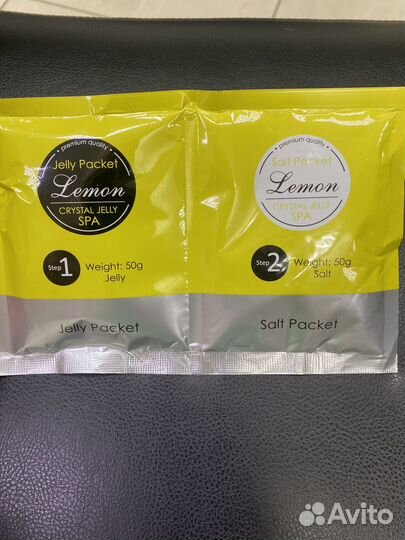 premium quality
Jelly Packet
Lemon
CRYSTAL JELLY
SPA
Step 1
Weight: 50g
Jelly
Jelly Packet
premium quality
Salt Packet
Lemon
CRYSTAL JELLY
SPA
Step 2
Weight: 50g
Salt
Salt Packet
Avito